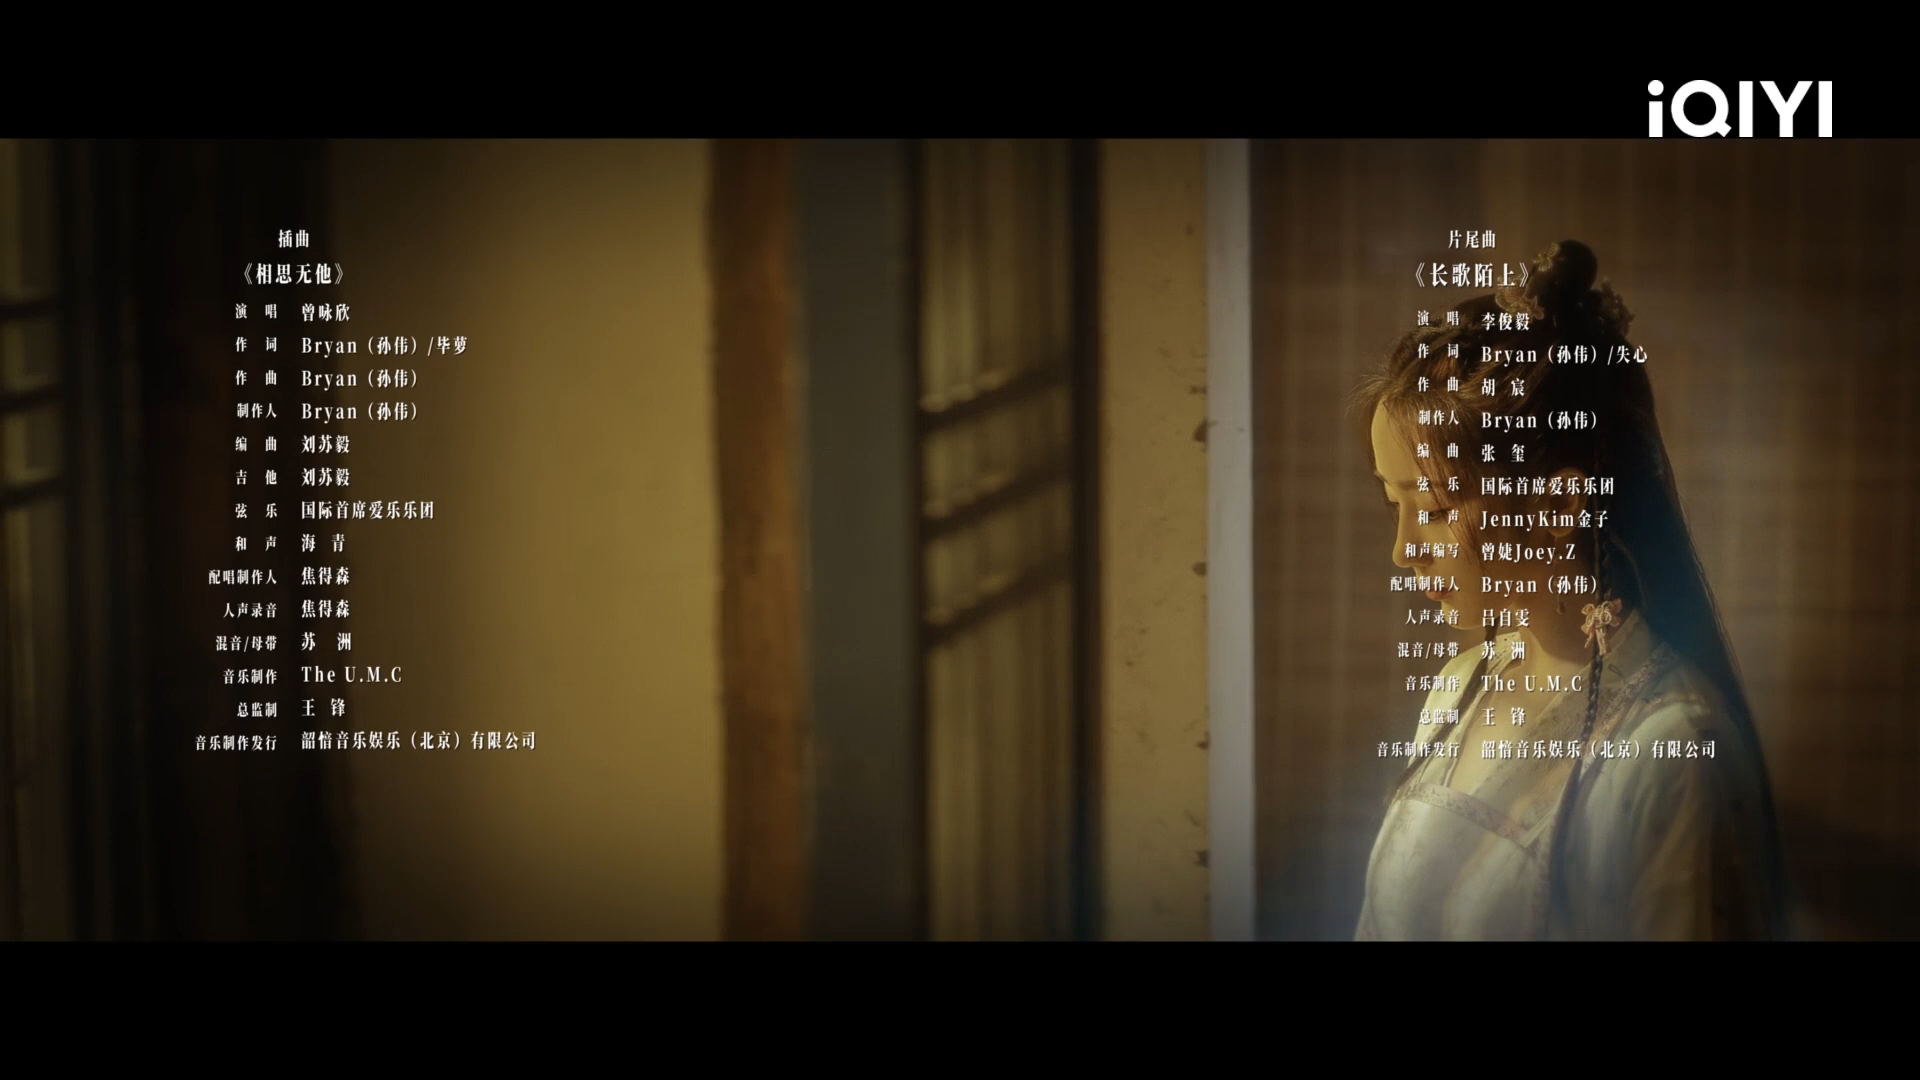 iQIYI
插曲
《相思无他》
演 唱 曾咏欣
作 词 Bryan（孙伟）/毕萝
作 曲 Bryan（孙伟）
制作人 Bryan（孙伟）
编 曲 刘苏毅
吉 他 刘苏毅
弦 乐 国际首席爱乐乐团
和 声 海 青
配唱制作人 焦得森
人声录音 焦得森
混音/母带 苏 洲
音乐制作 The U.M.C
总监制 王 锋
音乐制作发行 韶愔音乐娱乐（北京）有限公司
片尾曲
《长歌陌上》
演 唱 李俊毅
作 词 Bryan（孙伟）/失心
作 曲 胡 宸
制作人 Bryan（孙伟）
编 曲 张 玺
弦 乐 国际首席爱乐乐团
和 声 JennyKim金子
和声编写 曾婕Joey.Z
配唱制作人 Bryan（孙伟）
人声录音 吕自雯
混音/母带 苏 洲
音乐制作 The U.M.C
总监制 王 锋
音乐制作发行 韶愔音乐娱乐（北京）有限公司